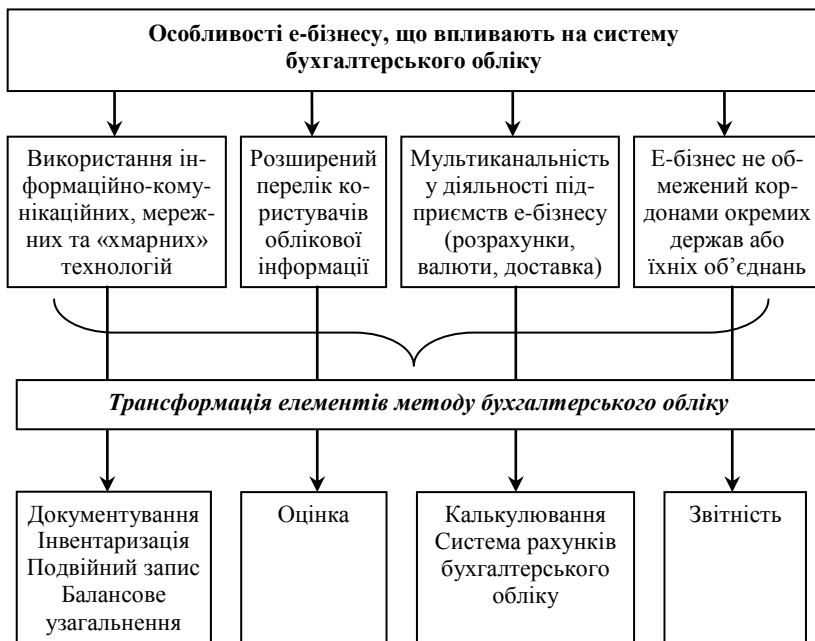 Особливості е-бізнесу, що впливають на систему
бухгалтерського обліку
Використання ін-
формаційно-кому-
нікаційних, мереж-
них та «хмарних»
технологій
Розширений
перелік ко-
ристувачів
облікової
інформації
Мультиканальність
у діяльності під-
приємств е-бізнесу
(розрахунки,
валюти, доставка)
Е-бізнес не об-
межений кор-
донами окремих
держав або
їхніх об’єднань
Трансформація елементів методу бухгалтерського обліку
Документування
Інвентаризація
Подвійний запис
Балансове
узагальнення
Оцінка
Калькулювання
Система рахунків
бухгалтерського
обліку
Звітність